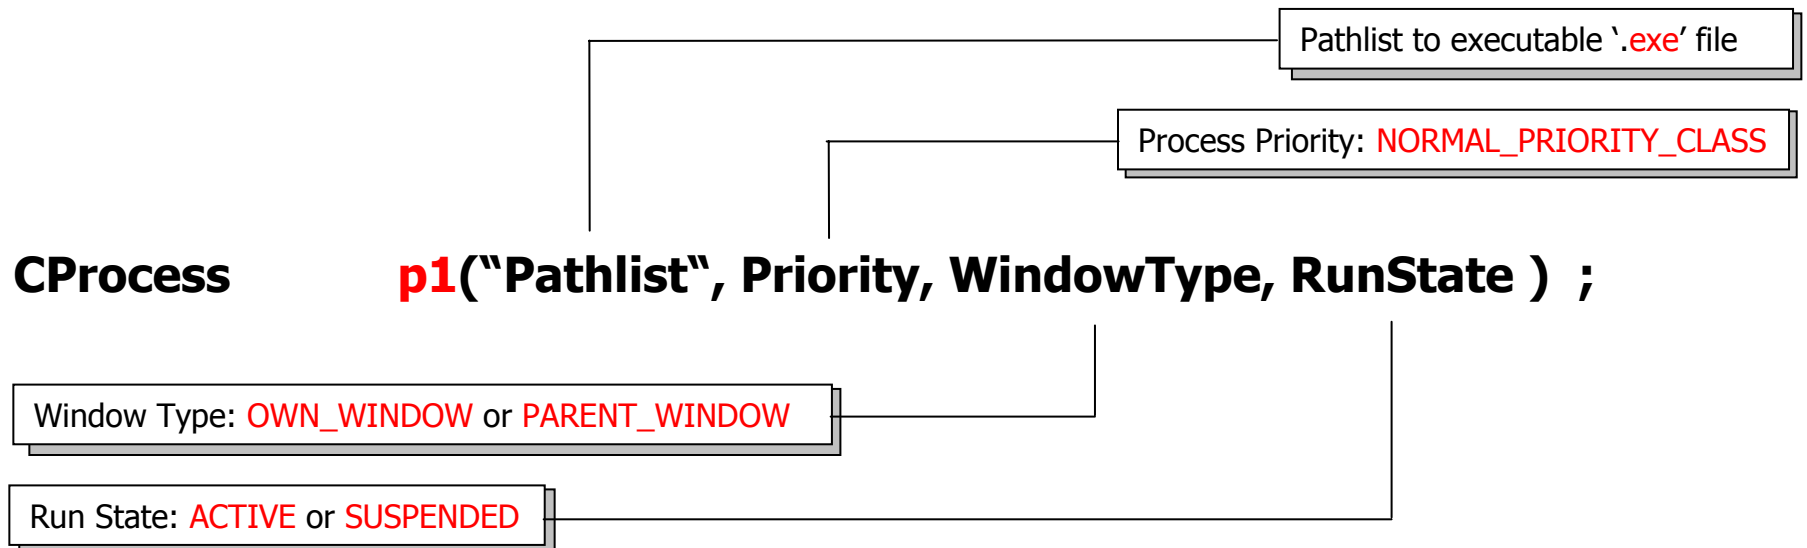 Pathlist to executable ‘.exe’ file
Process Priority: NORMAL_PRIORITY_CLASS
CProcess p1(“Pathlist“, Priority, WindowType, RunState ) ;
Window Type: OWN_WINDOW or PARENT_WINDOW
Run State: ACTIVE or SUSPENDED